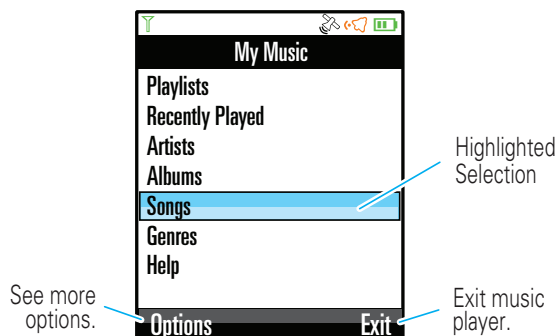 My Music
Playlists
Recently Played
Artists
Albums
Songs
Genres
Help
Options
Exit
Highlighted
Selection
See more
options.
Exit music
player.